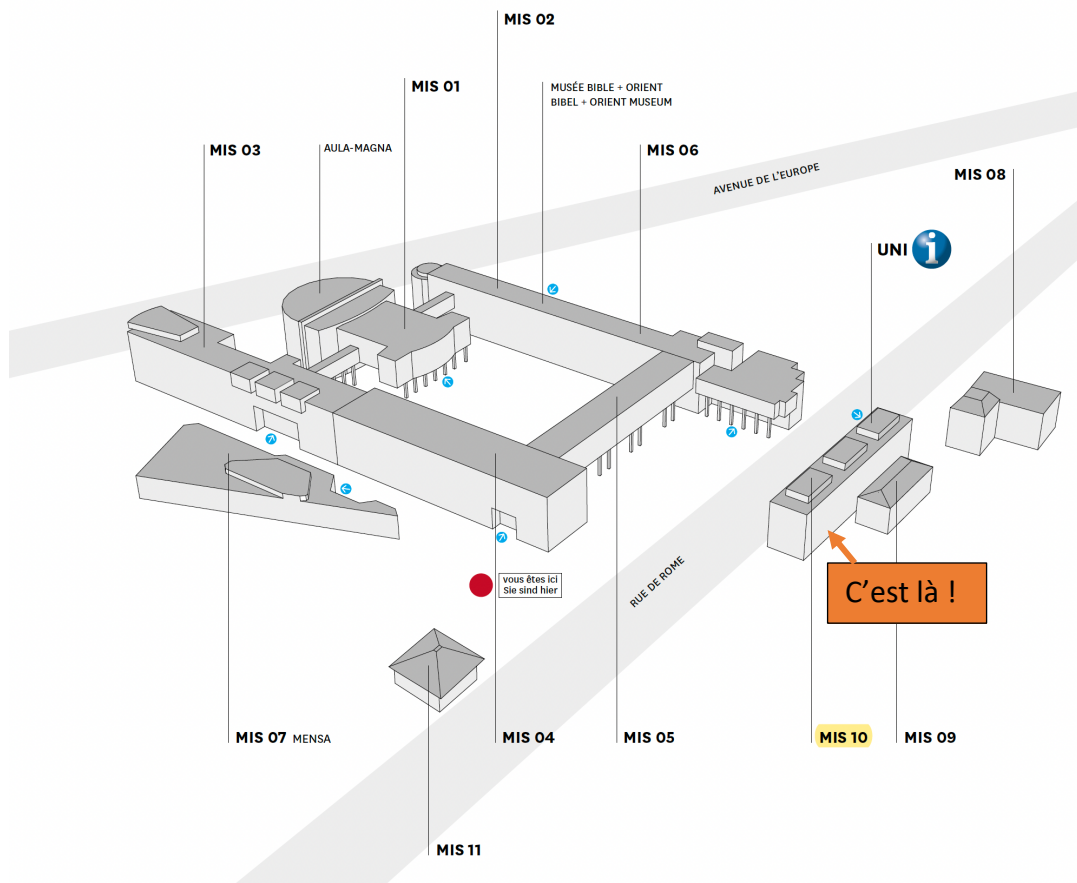 MIS 02
MIS 01
MUSÉE BIBLE + ORIENT
BIBEL + ORIENT MUSEUM
MIS 03
AULA-MAGNA
MIS 06
AVENUE DE L'EUROPE
MIS 08
UNI i
vous êtes ici
Sie sind hier
RUE DE ROME
C'est là !
MIS 07 MENSA
MIS 04
MIS 05
MIS 10
MIS 09
MIS 11